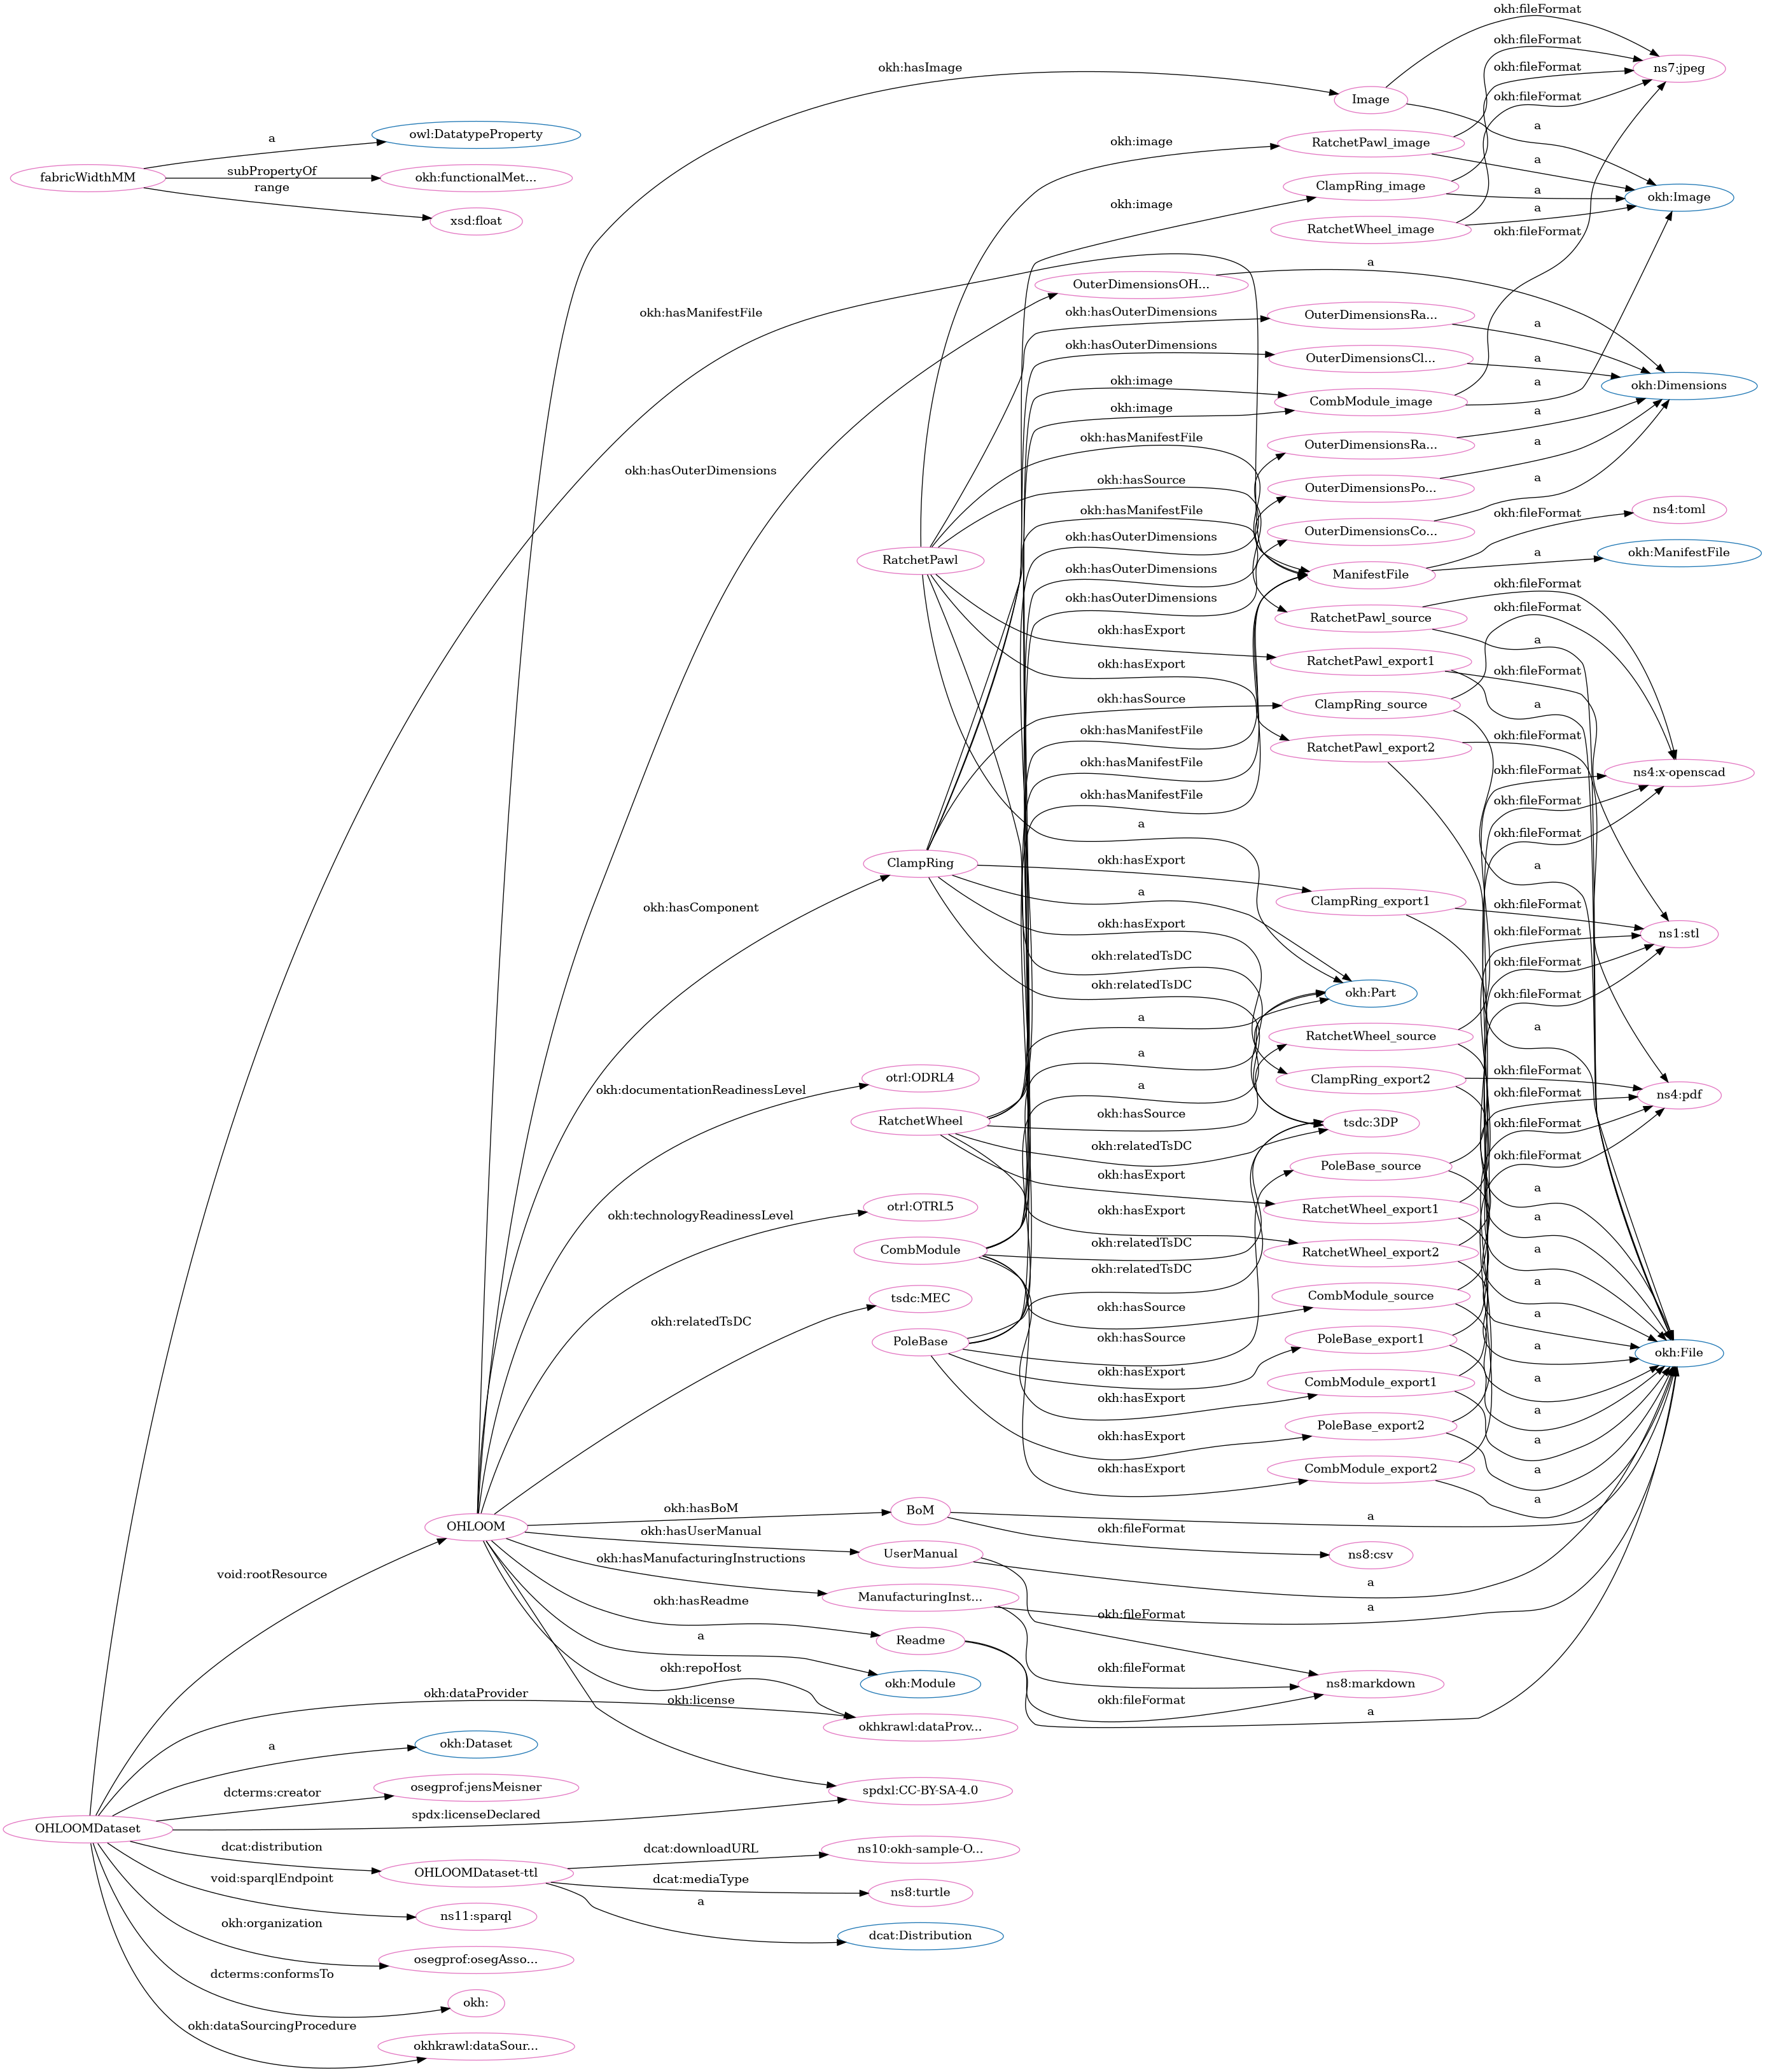 okh:fileFormat
okh:fileFormat
okh:hasImage
okh:fileFormat
ns7:jpeg
Image
okh:fileFormat
a
owl:DatatypeProperty
a
okh:image
RatchetPawl_image
a
fabricWidthMM
subPropertyOf
okh:functionalMet...
range
ClampRing_image
a
okh:Image
okh:image
a
xsd:float
RatchetWheel_image
okh:fileFormat
a
OuterDimensionsOH...
okh:hasManifestFile
okh:hasOuterDimensions
OuterDimensionsRa...
a
okh:hasOuterDimensions
OuterDimensionsCl...
a
okh:image
a
okh:Dimensions
CombModule_image
okh:image
a
okh:hasManifestFile
OuterDimensionsRa...
a
okh:hasOuterDimensions
okh:hasSource
OuterDimensionsPo...
a
okh:hasManifestFile
okh:fileFormat
ns4:toml
okh:hasOuterDimensions
OuterDimensionsCo...
a
okh:ManifestFile
RatchetPawl
okh:hasOuterDimensions
ManifestFile
okh:fileFormat
okh:hasOuterDimensions
okh:fileFormat
RatchetPawl_source
okh:hasExport
a
okh:hasExport
RatchetPawl_export1
okh:fileFormat
okh:hasSource
ClampRing_source
a
okh:hasManifestFile
okh:fileFormat
RatchetPawl_export2
okh:hasManifestFile
okh:fileFormat
ns4:x-openscad
okh:hasManifestFile
okh:fileFormat
a
okh:fileFormat
okh:hasExport
ClampRing
a
a
okh:hasComponent
ClampRing_export1
okh:fileFormat
okh:hasExport
okh:fileFormat
ns1:stl
okh:relatedTsDC
okh:fileFormat
okh:relatedTsDC
okh:Part
okh:fileFormat
a
RatchetWheel_source
a
a
okh:fileFormat
otrl:ODRL4
ClampRing_export2
okh:documentationReadinessLevel
a
okh:fileFormat
ns4:pdf
okh:hasSource
RatchetWheel
tsdc:3DP
okh:fileFormat
okh:relatedTsDC
okh:fileFormat
PoleBase_source
okh:hasExport
a
otrl:OTRL5
okh:technologyReadinessLevel
okh:hasExport
RatchetWheel_export1
a
okh:relatedTsDC
CombModule
RatchetWheel_export2
a
okh:relatedTsDC
a
tsdc:MEC
CombModule_source
okh:hasSource
a
okh:relatedTsDC
okh:hasSource
PoleBase
PoleBase_export1
a
okh:File
okh:hasExport
CombModule_export1
a
okh:hasExport
a
PoleBase_export2
okh:hasExport
a
okh:hasExport
CombModule_export2
a
okh:hasBoM
BoM
a
OHLOOM
okh:hasUserManual
okh:fileFormat
UserManual
ns8:csv
void:rootResource
okh:hasManufacturingInstructions
a
ManufacturingInst...
okh:hasReadme
a
okh:fileFormat
a
Readme
okh:repoHost
okh:fileFormat
okh:Module
ns8:markdown
okh:dataProvider
okh:license
okh:fileFormat
a
okhkrawl:dataProv...
a
okh:Dataset
dcterms:creator
osegprof:jensMeisner
spdxl:CC-BY-SA-4.0
spdx:licenseDeclared
OHLOOMDataset
dcat:distribution
dcat:downloadURL
ns10:okh-sample-O...
OHLOOMDataset-ttl
void:sparqlEndpoint
dcat:mediaType
ns8:turtle
a
ns11:sparql
okh:organization
dcat:Distribution
osegprof:osegAsso...
dcterms:conformsTo
okh:
okh:dataSourcingProcedure
okhkrawl:dataSour...